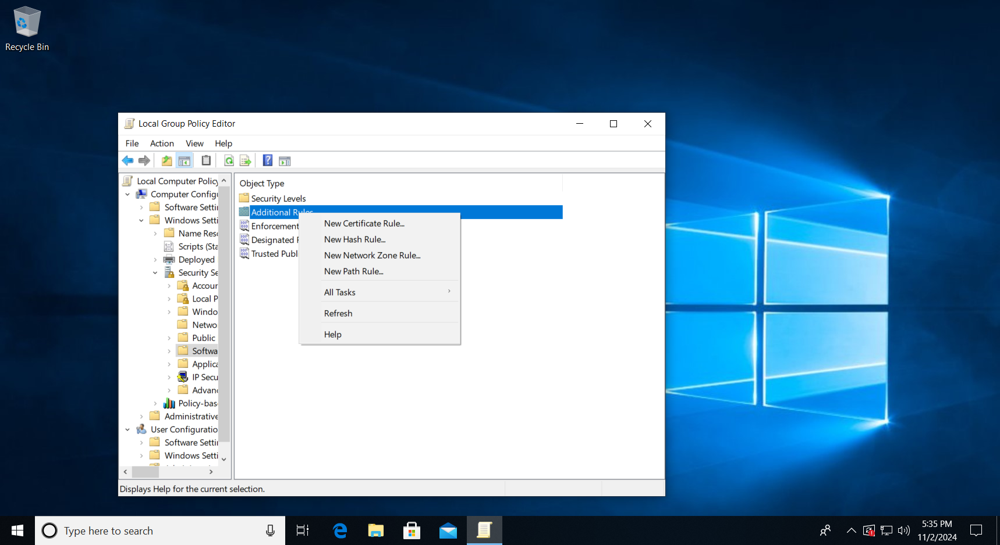 Recycle Bin
Local Group Policy Editor
File Action View Help
Local Computer Policy
Computer Configu
Software Settin
Windows Setti
Name Reso
Scripts (Sta
Deployed
Security Se
Accour
Local P
Windo
Netwo
Public
Softwa
Applica
IP Secu
Advanc
Policy-bas
Administrative
User Configuratio
Software Settin
Windows Setti
Object Type
Security Levels
Additional Rules
Enforcement
Designated F
Trusted Publi
New Certificate Rule...
New Hash Rule...
New Network Zone Rule...
New Path Rule...
All Tasks
Refresh
Help
Displays Help for the current selection.
Type here to search
5:35 PM
11/2/2024